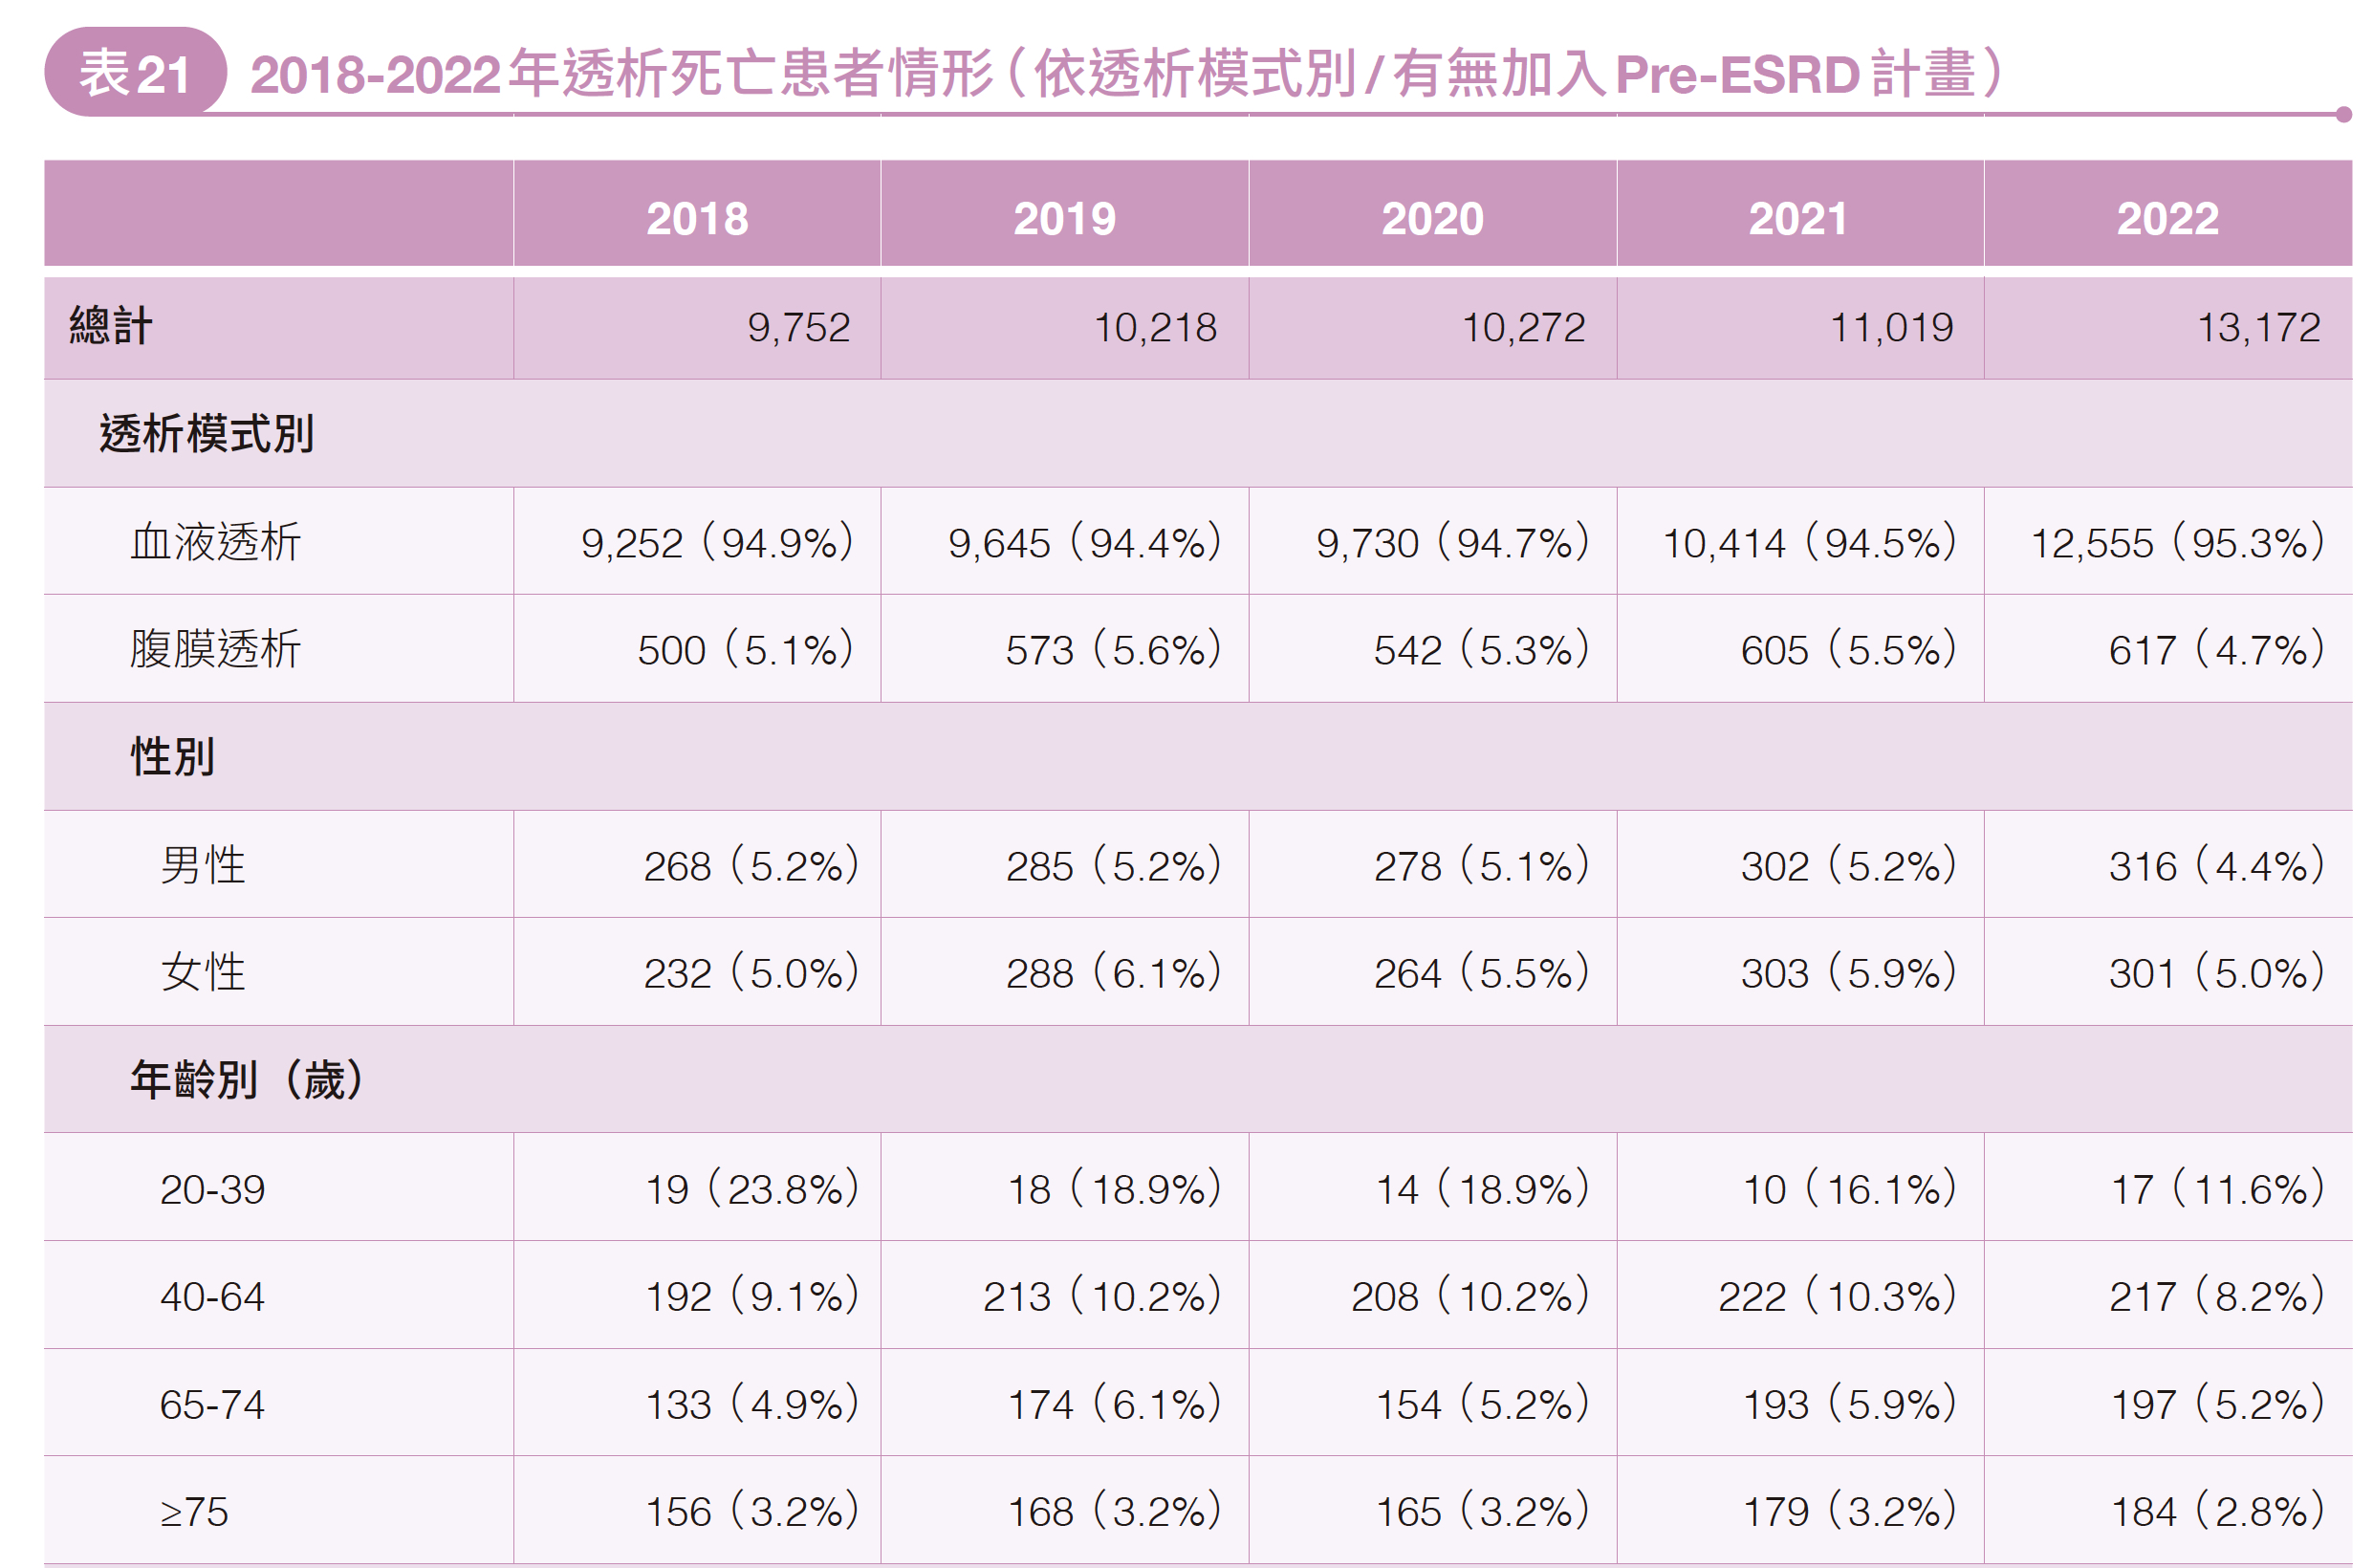 表21 2018-2022年透析死亡患者情形（依透析模式別/有無加入Pre-ESRD計畫）
2018 2019 2020 2021 2022
總計 9,752 10,218 10,272 11,019 13,172
透析模式別
血液透析 9,252（94.9%） 9,645（94.4%） 9,730（94.7%） 10,414（94.5%） 12,555（95.3%）
腹膜透析 500（5.1%） 573（5.6%） 542（5.3%） 605（5.5%） 617（4.7%）
性別
男性 268（5.2%） 285（5.2%） 278（5.1%） 302（5.2%） 316（4.4%）
女性 232（5.0%） 288（6.1%） 264（5.5%） 303（5.9%） 301（5.0%）
年齡別（歲）
20-39 19（23.8%） 18（18.9%） 14（18.9%） 10（16.1%） 17（11.6%）
40-64 192（9.1%） 213（10.2%） 208（10.2%） 222（10.3%） 217（8.2%）
65-74 133（4.9%） 174（6.1%） 154（5.2%） 193（5.9%） 197（5.2%）
≥75 156（3.2%） 168（3.2%） 165（3.2%） 179（3.2%） 184（2.8%）